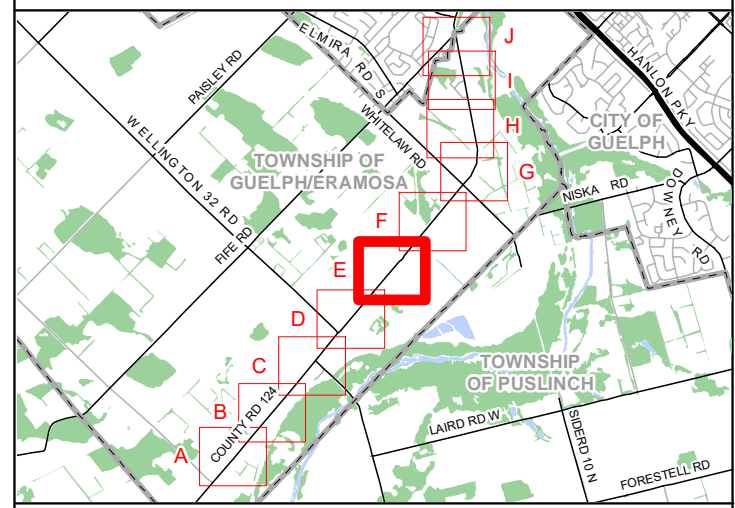 J
ELMIRA RD S
HANLON PKY
PAISLEY RD
I
WHITELAW RD
H
CITY OF
GUELPH
WELLINGTON 32 RD
TOWNSHIP OF
GUELPH/ERAMOSA
G
NISKA RD
DOWNEY RD
F
FIFE RD
E
D
TOWNSHIP
OF PUSLINCH
C
B
COUNTY RD 124
LAIRD RD W
SIDERD 10 N
A
FORESTELL RD